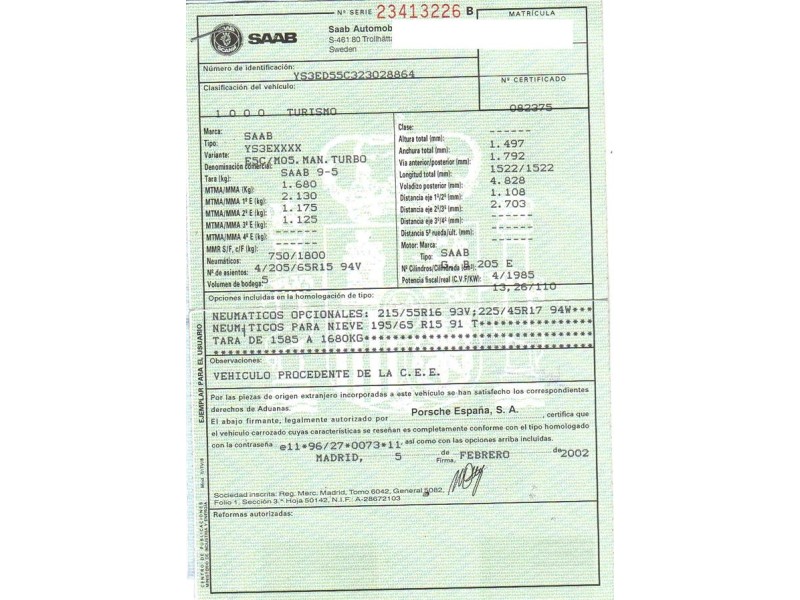 Nº SERIE 23413226 B
MATRÍCULA
SAAB
Saab Automob
S-461 80 Trollhätta
Sweden
Número de identificación:
YS3ED55C323028864
Nº CERTIFICADO
Clasificación del vehículo:
082375
1000 TURISMO
Marca: SAAB
Tipo: YS3EXXXX
Variante: E5C/M05.MAN.TURBO
Denominación comercial: SAAB 9-5
Tara (kg): 1.680
MTMA/MMA (Kg): 2.130
MTMA/MMA 1º E (kg): 1.175
MTMA/MMA 2º E (kg): 1.125
MTMA/MMA 3º E (kg): ------
MTMA/MMA 4º E (kg): ------
MMR S/F, c/F (kg): 750/1800
Neumáticos: 4/205/65R15 94V
Nº de asientos: 5
Volumen de bodega:
Clase: ------
Altura total (mm): 1.497
Anchura total (mm): 1.792
Vía anterior/posterior (mm): 1522/1522
Longitud total (mm): 4.828
Voladizo posterior (mm): 1.108
Distancia eje 1º/2º (mm): 2.703
Distancia eje 2º/3º (mm): ------
Distancia eje 3º/4º (mm): ------
Distancia 5ª rueda/últ. (mm): ------
Motor: Marca: SAAB
Tipo: G. B.205 E
Nº Cilindros/Cilindrada (cm³): 4/1985
Potencia fiscal/real (C.V.F/KW): 13,26/110
Opciones incluidas en la homologación de tipo:
NEUMATICOS OPCIONALES: 215/55R16 93V;225/45R17 94W***
NEUMATICOS PARA NIEVE 195/65 R15 91 T****************
TARA DE 1585 A 1680KG********************************
*****************************************************
Observaciones:
VEHICULO PROCEDENTE DE LA C.E.E.
Por las piezas de origen extranjero incorporadas a este vehículo se han satisfecho los correspondientes
derechos de Aduanas.
El abajo firmante, legalmente autorizado por Porsche España, S. A. , certifica que
el vehículo carrozado cuyas características se reseñan es completamente conforme con el tipo homologado
con la contraseña e11*96/27*0073*11 así como con las opciones arriba incluidas.
MADRID, 5 de FEBRERO de 2002
Firma,
Sociedad inscrita: Reg. Merc. Madrid, Tomo 6042, General 5082,
Folio 1, Sección 3.ª Hoja 50142, N.I.F. A-28672103
Reformas autorizadas:
EJEMPLAR PARA EL USUARIO
CENTRO DE PUBLICACIONES
MINISTERIO DE INDUSTRIA Y ENERGIA